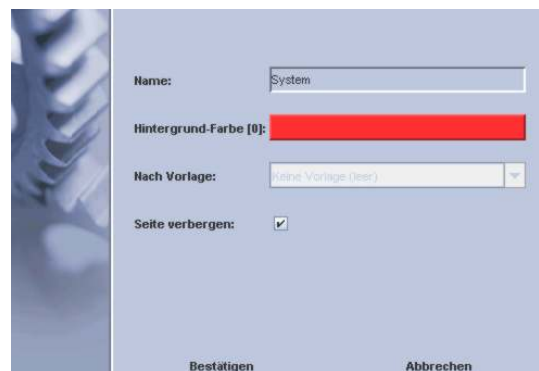 Name: System
Hintergrund-Farbe [0]:
Nach Vorlage: Keine Vorlage (leer)
Seite verbergen:
Bestätigen Abbrechen